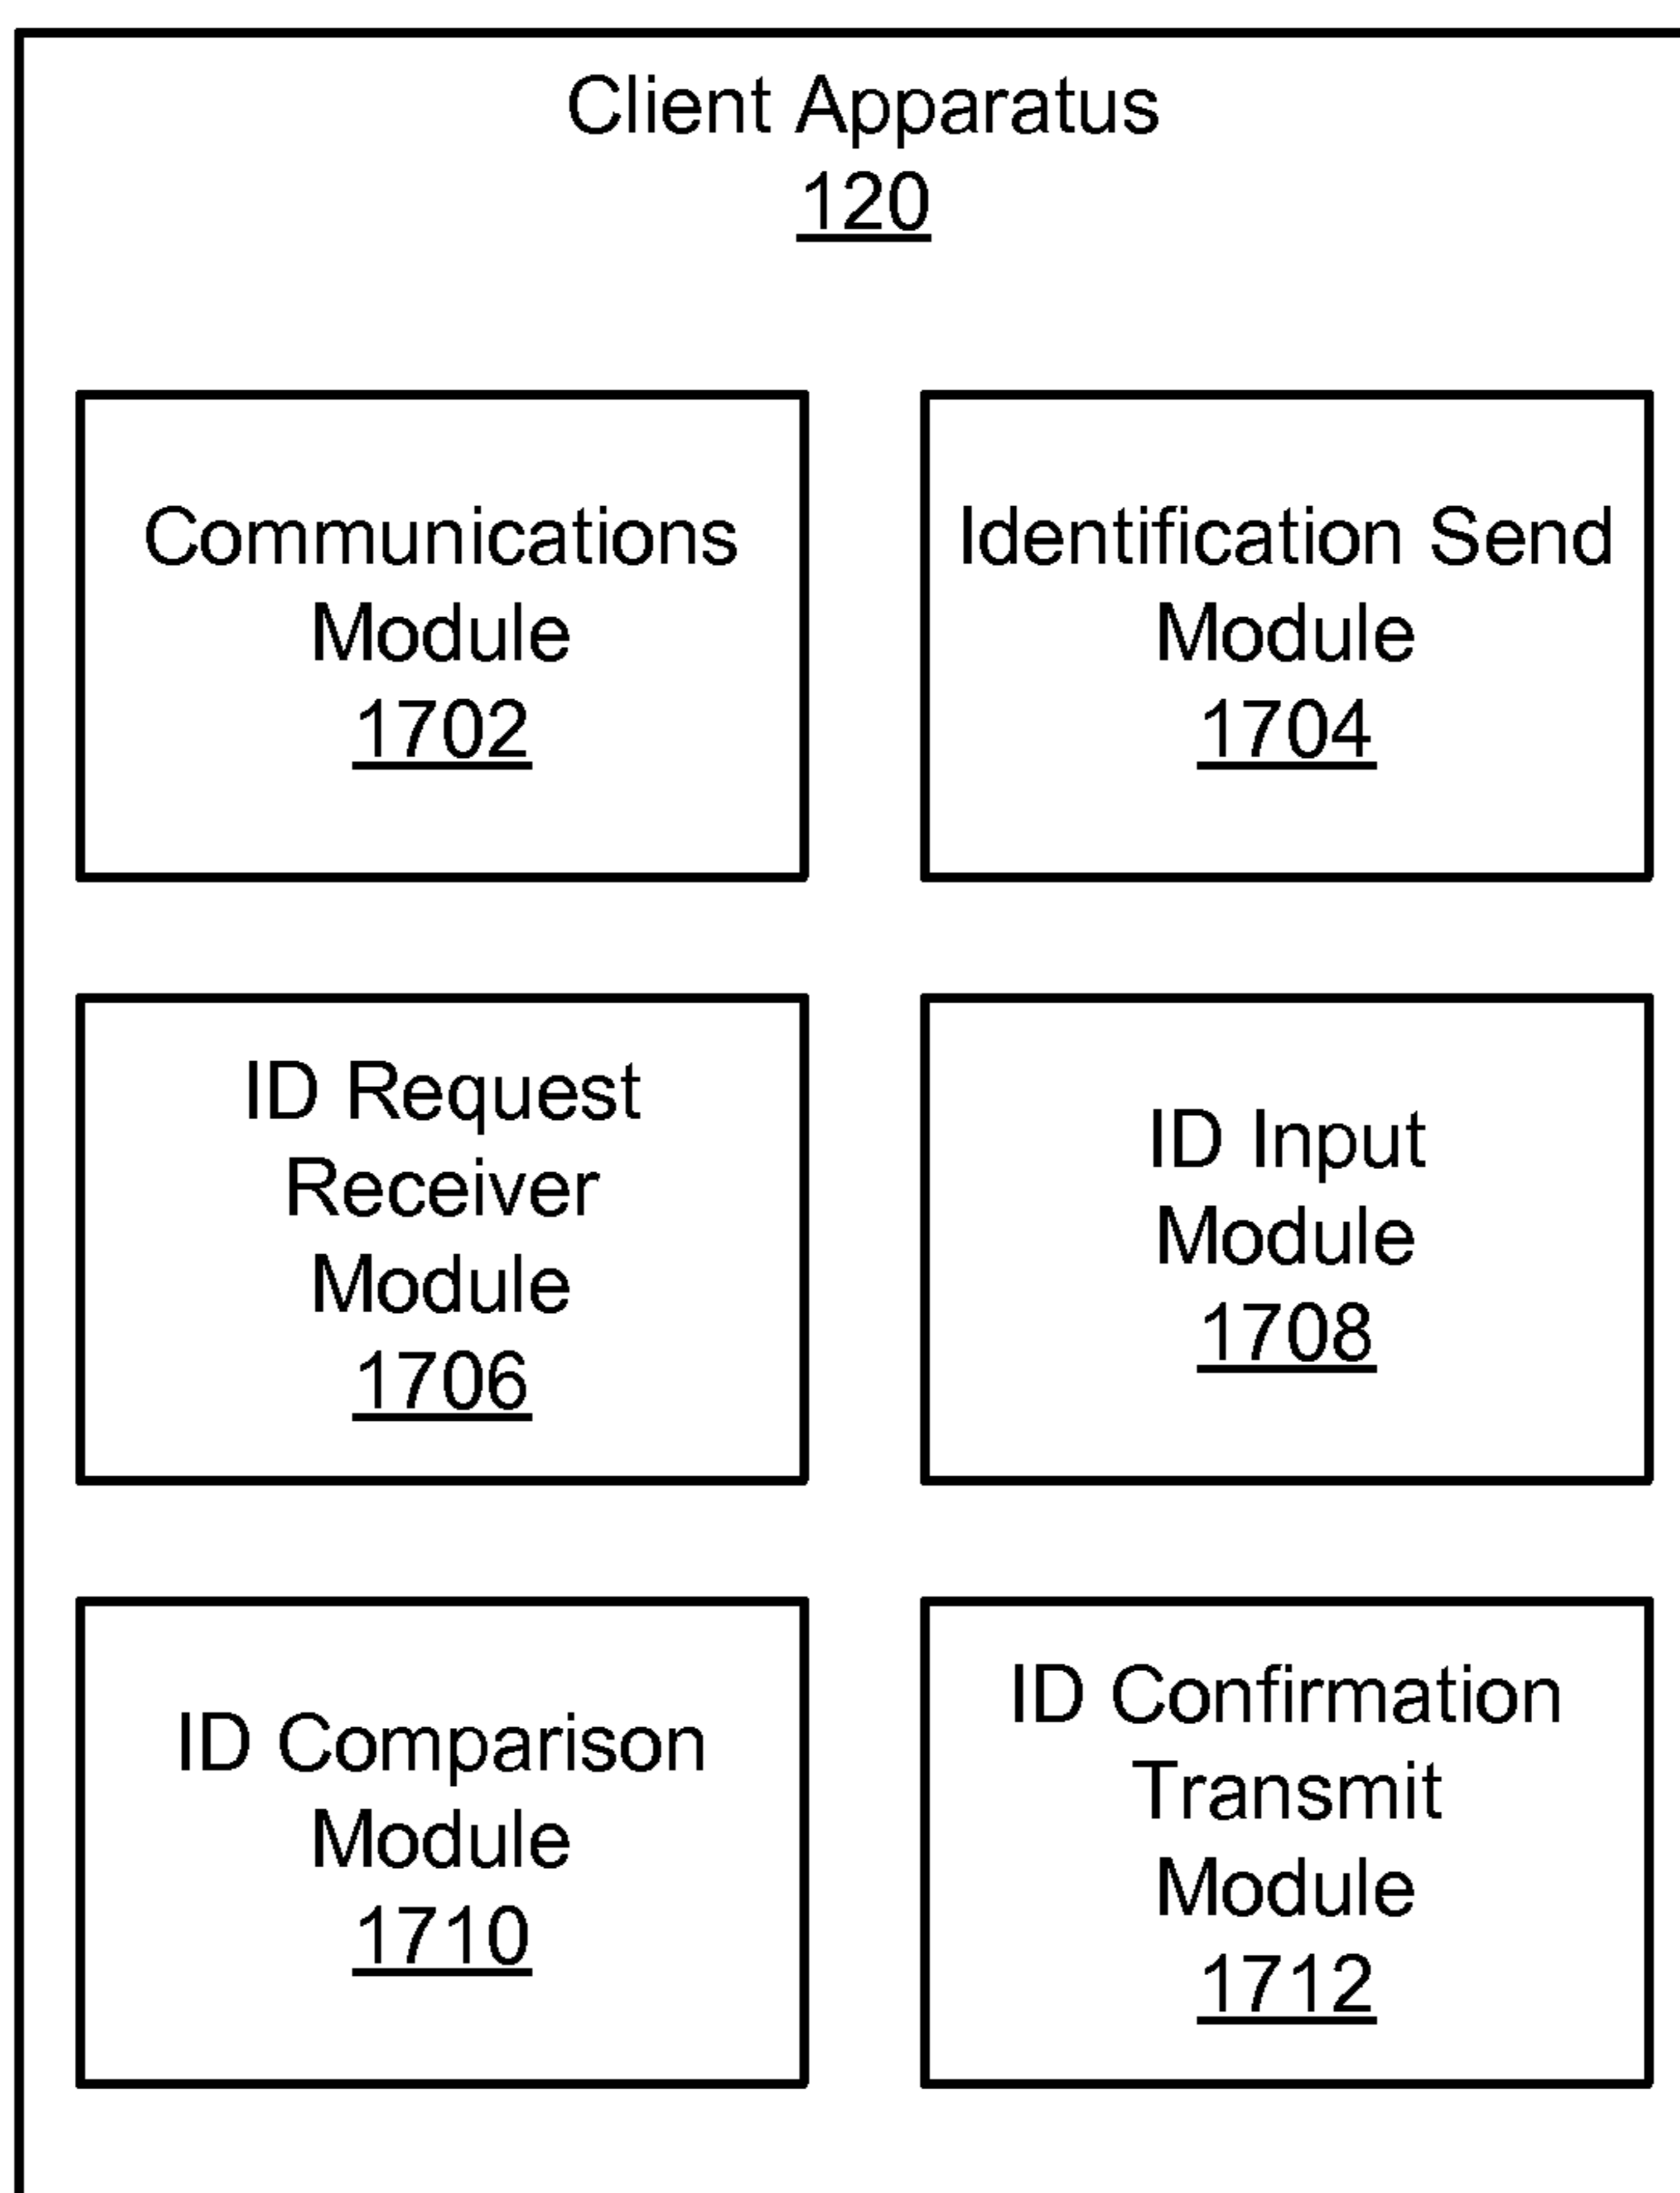 Client Apparatus
120
Communications
Module
1702
Identification Send
Module
1704
ID Request
Receiver
Module
1706
ID Input
Module
1708
ID Comparison
Module
1710
ID Confirmation
Transmit
Module
1712